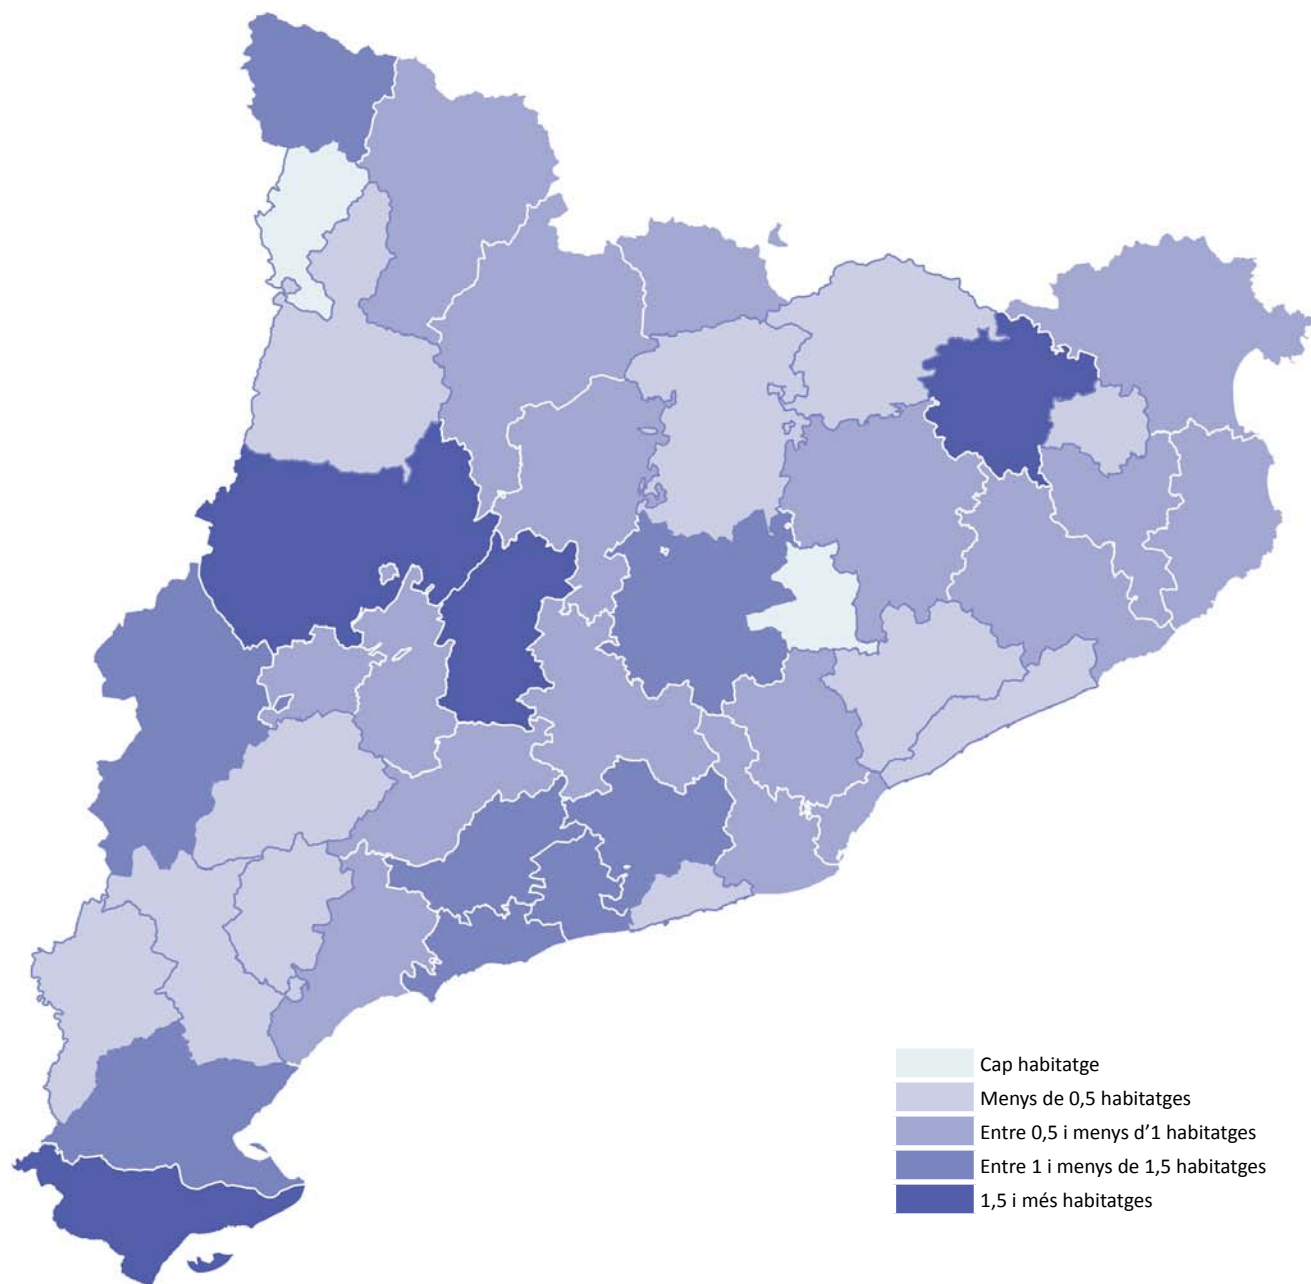 Cap habitatge
Menys de 0,5 habitatges
Entre 0,5 i menys d’1 habitatges
Entre 1 i menys de 1,5 habitatges
1,5 i més habitatges